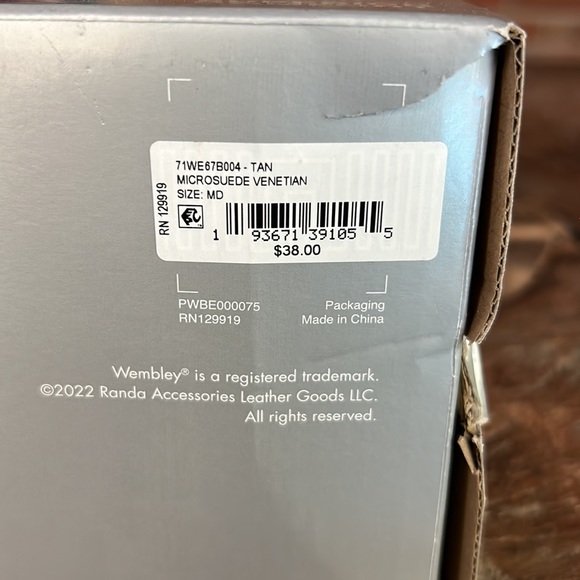 71WE67B004 - TAN
MICROSUEDE VENETIAN
SIZE: MD
RN 129919
1 93671 39105 5
$38.00
PWBE000075
RN129919
Packaging
Made in China
Wembley® is a registered trademark.
©2022 Randa Accessories Leather Goods LLC.
All rights reserved.